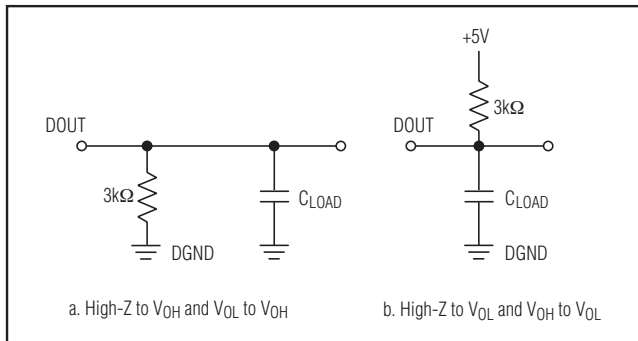 DOUT
3kΩ
C_LOAD
DGND
a. High-Z to V_OH and V_OL to V_OH
+5V
3kΩ
DOUT
C_LOAD
DGND
b. High-Z to V_OL and V_OH to V_OL